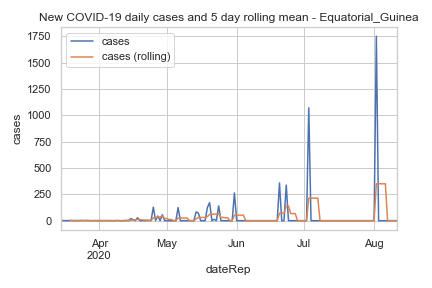 New COVID-19 daily cases and 5 day rolling mean - Equatorial_Guinea
cases
cases (rolling)
1750
1500
1250
1000
750
500
250
0
cases
Apr May Jun Jul Aug
2020
dateRep